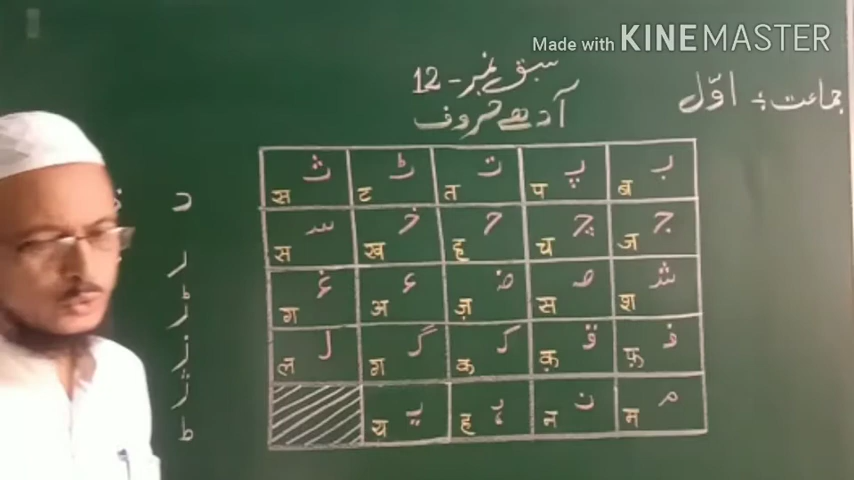 Made with KINEMASTER
جماعت :۔ اوّل
سبق نمبر - 12
آدھے حروف
بـ ब پـ प تـ त ٹـ ट ثـ स
جـ ज چـ च حـ ह خـ ख سـ स
شـ श صـ स ضـ ज़ عـ अ غـ ग
فـ फ़ قـ क़ کـ क گـ ग لـ ल
مـ म نـ न ہـ ह یـ य
د
ر
ڑ
ز
ژ
ط